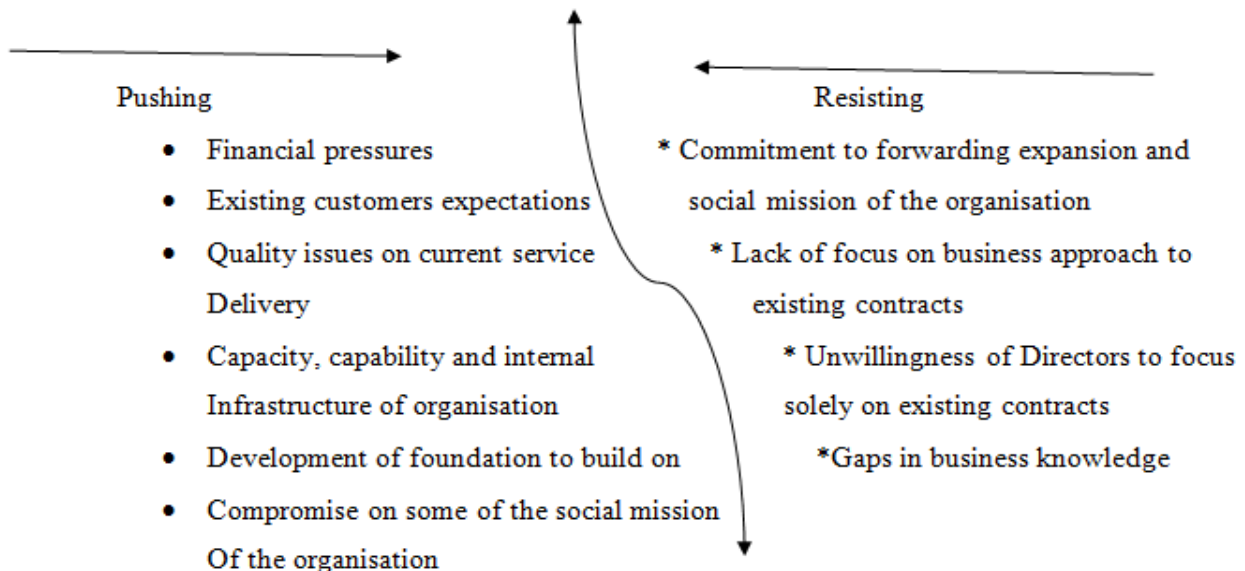 Pushing
• Financial pressures
• Existing customers expectations
• Quality issues on current service
Delivery
• Capacity, capability and internal
Infrastructure of organisation
• Development of foundation to build on
• Compromise on some of the social mission
Of the organisation
Resisting
* Commitment to forwarding expansion and
social mission of the organisation
* Lack of focus on business approach to
existing contracts
* Unwillingness of Directors to focus
solely on existing contracts
*Gaps in business knowledge